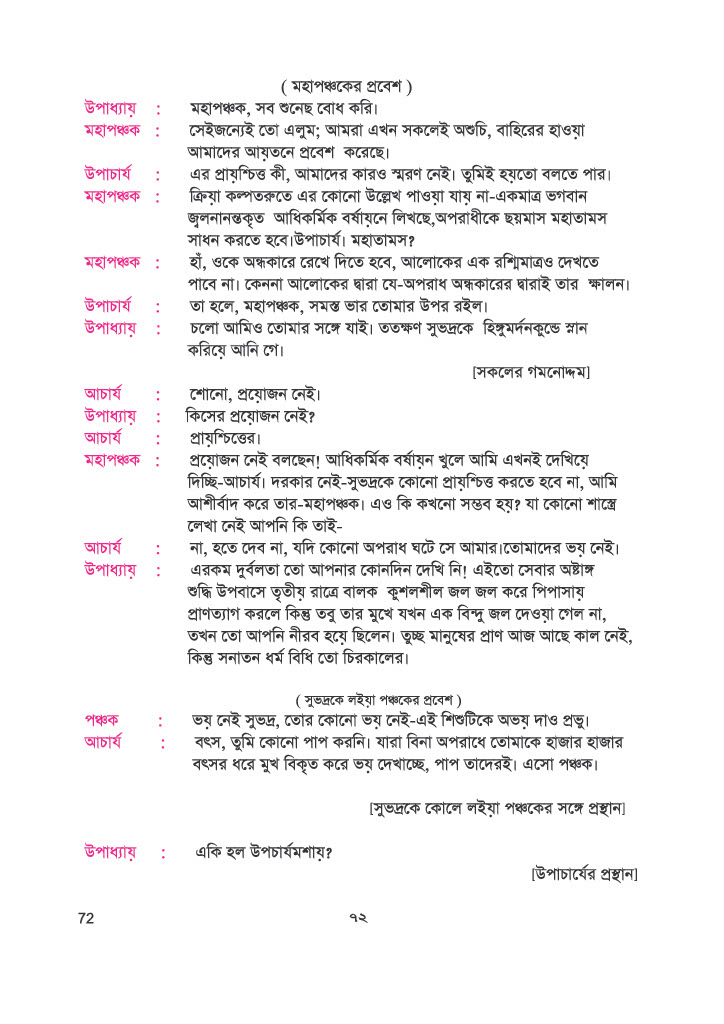 ( মহাপঞ্চকের প্রবেশ )
উপাধ্যায় : মহাপঞ্চক, সব শুনেছ বোধ করি।
মহাপঞ্চক : সেইজন্যেই তো এলুম; আমরা এখন সকলেই অশুচি, বাহিরের হাওয়া
আমাদের আয়তনে প্রবেশ করেছে।
উপাচার্য : এর প্রায়শ্চিত্ত কী, আমাদের কারও স্মরণ নেই। তুমিই হয়তো বলতে পার।
মহাপঞ্চক : ক্রিয়া কল্পতরুতে এর কোনো উল্লেখ পাওয়া যায় না-একমাত্র ভগবান
জ্বলনানন্তকৃত আধিকর্মিক বর্ষায়নে লিখছে,অপরাধীকে ছয়মাস মহাতামস
সাধন করতে হবে।উপাচার্য। মহাতামস?
মহাপঞ্চক : হাঁ, ওকে অন্ধকারে রেখে দিতে হবে, আলোকের এক রশ্মিমাত্রও দেখতে
পাবে না। কেননা আলোকের দ্বারা যে-অপরাধ অন্ধকারের দ্বারাই তার ক্ষালন।
উপাচার্য : তা হলে, মহাপঞ্চক, সমস্ত ভার তোমার উপর রইল।
উপাধ্যায় : চলো আমিও তোমার সঙ্গে যাই। ততক্ষণ সুভদ্রকে হিঙ্গুমর্দনকুন্ডে স্নান
করিয়ে আনি গে।
[সকলের গমনোদ্দম]
আচার্য : শোনো, প্রয়োজন নেই।
উপাধ্যায় : কিসের প্রয়োজন নেই?
আচার্য : প্রায়শ্চিত্তের।
মহাপঞ্চক : প্রয়োজন নেই বলছেন! আধিকর্মিক বর্ষায়ন খুলে আমি এখনই দেখিয়ে
দিচ্ছি-আচার্য। দরকার নেই-সুভদ্রকে কোনো প্রায়শ্চিত্ত করতে হবে না, আমি
আশীর্বাদ করে তার-মহাপঞ্চক। এও কি কখনো সম্ভব হয়? যা কোনো শাস্ত্রে
লেখা নেই আপনি কি তাই-
আচার্য : না, হতে দেব না, যদি কোনো অপরাধ ঘটে সে আমার।তোমাদের ভয় নেই।
উপাধ্যায় : এরকম দুর্বলতা তো আপনার কোনদিন দেখি নি! এইতো সেবার অষ্টাঙ্গ
শুদ্ধি উপবাসে তৃতীয় রাত্রে বালক কুশলশীল জল জল করে পিপাসায়
প্রাণত্যাগ করলে কিন্তু তবু তার মুখে যখন এক বিন্দু জল দেওয়া গেল না,
তখন তো আপনি নীরব হয়ে ছিলেন। তুচ্ছ মানুষের প্রাণ আজ আছে কাল নেই,
কিন্তু সনাতন ধর্ম বিধি তো চিরকালের।
( সুভদ্রকে লইয়া পঞ্চকের প্রবেশ )
পঞ্চক : ভয় নেই সুভদ্র, তোর কোনো ভয় নেই-এই শিশুটিকে অভয় দাও প্রভু।
আচার্য : বৎস, তুমি কোনো পাপ করনি। যারা বিনা অপরাধে তোমাকে হাজার হাজার
বৎসর ধরে মুখ বিকৃত করে ভয় দেখাচ্ছে, পাপ তাদেরই। এসো পঞ্চক।
[সুভদ্রকে কোলে লইয়া পঞ্চকের সঙ্গে প্রস্থান]
উপাধ্যায় : একি হল উপচার্যমশায়?
[উপাচার্যের প্রস্থান]
72 ৭২